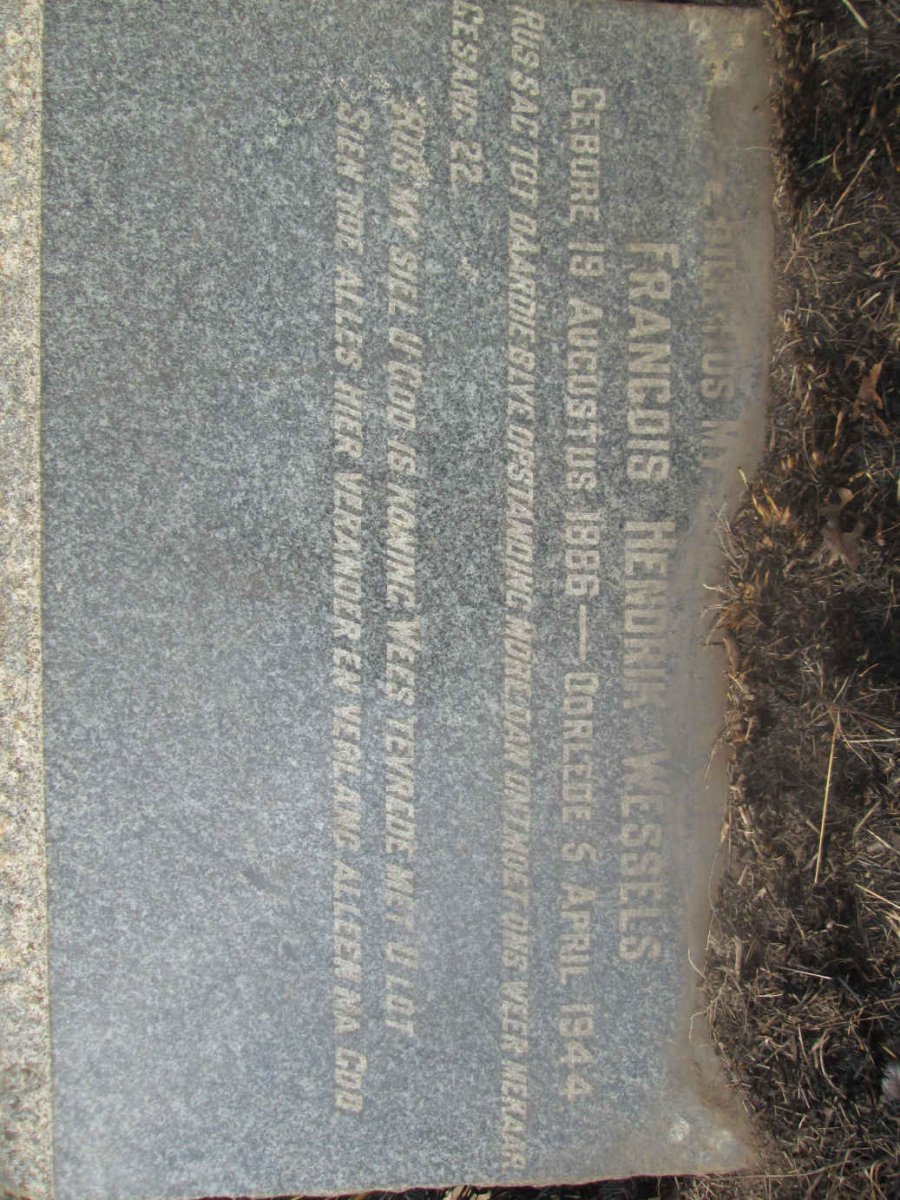 FRANCOIS HENDRIK WESSELS
GEBORE 19 AUGUSTUS 1886 — OORLEDE S APRIL 1944
RUS SAG TOT DAARDIE BLYE OPSTANDING MÔRE DAN ONTMOET ONS WEER MEKAAR
GESANG 22.
RUS MY SIEL U GOD IS KONING WEES TEVREDE MET U LOT
SIEN HOE ALLES HIER VERANDER EN VERLANG ALLEEN NA GOD